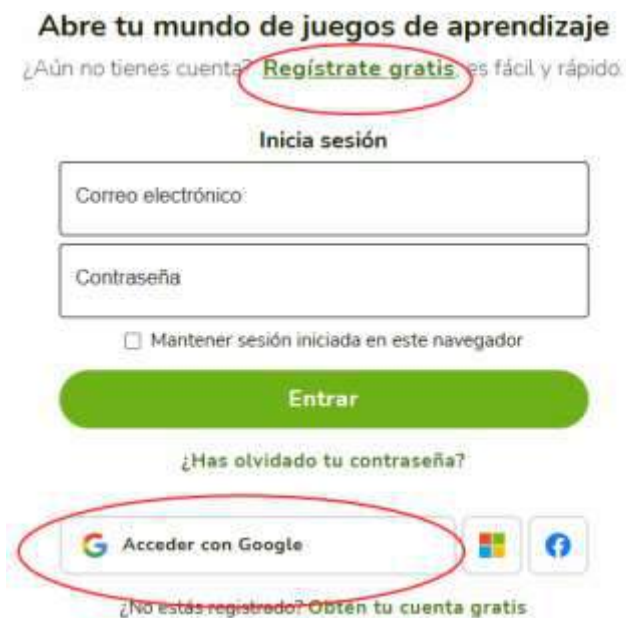 Abre tu mundo de juegos de aprendizaje
¿Aún no tienes cuenta? Regístrate gratis, es fácil y rápido.
Inicia sesión
Correo electrónico
Contraseña
Mantener sesión iniciada en este navegador
Entrar
¿Has olvidado tu contraseña?
Acceder con Google
¿No estás registrado? Obtén tu cuenta gratis